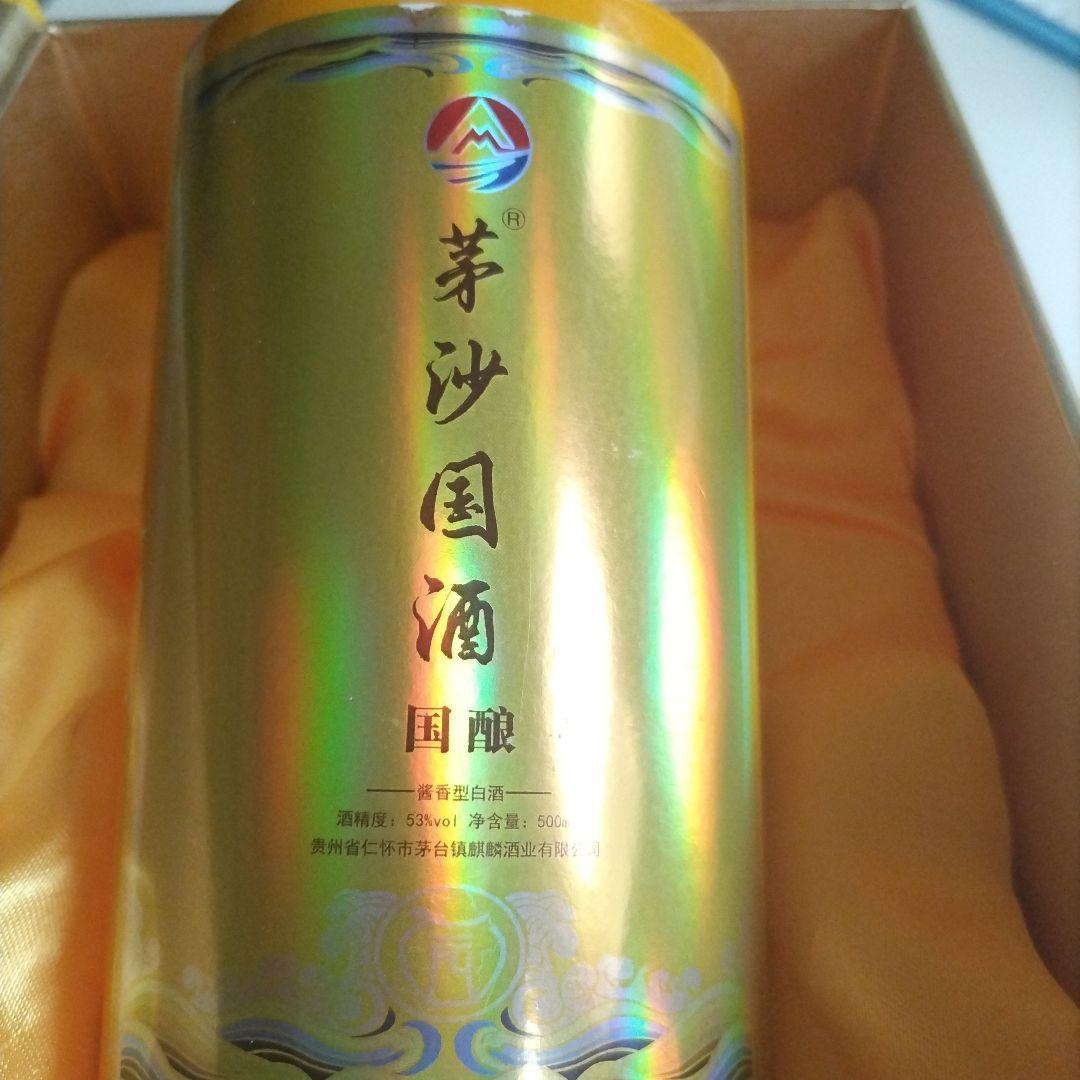 茅沙国酒®
国酿
酱香型白酒
酒精度：53%vol 净含量：500m
贵州省仁怀市茅台镇麒麟酒业有限公司